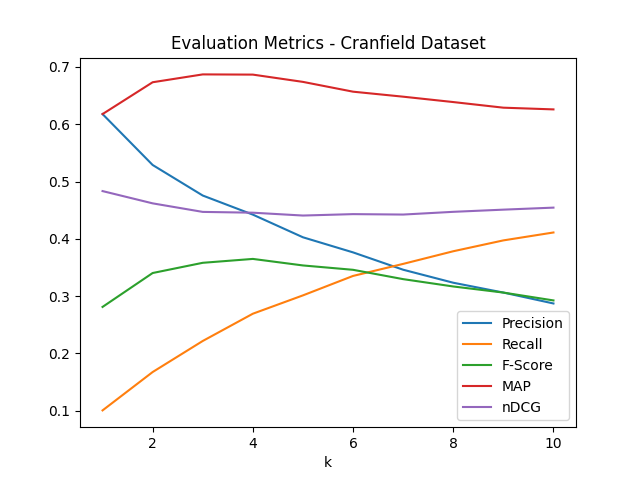 Evaluation Metrics - Cranfield Dataset
0.7
0.6
0.5
0.4
0.3
0.2
0.1
2 4 6 8 10
k
Precision
Recall
F-Score
MAP
nDCG